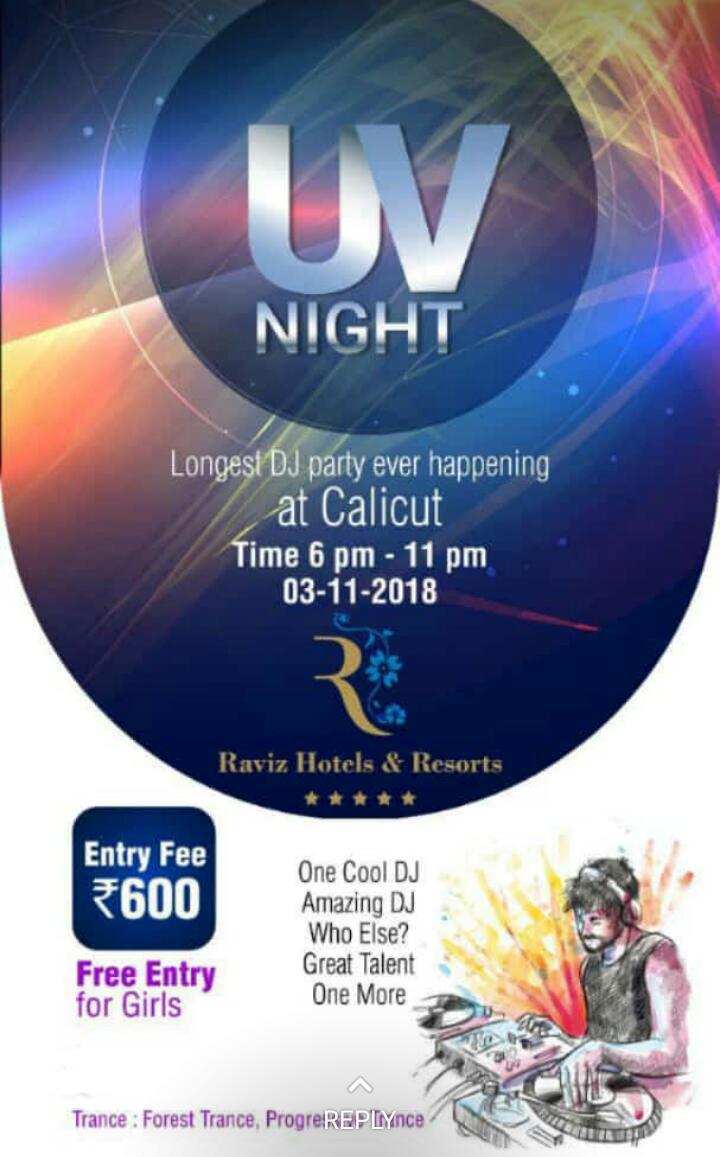 UV
NIGHT
Longest DJ party ever happening
at Calicut
Time 6 pm - 11 pm
03-11-2018
R
Raviz Hotels & Resorts
Entry Fee
₹600
Free Entry
for Girls
One Cool DJ
Amazing DJ
Who Else?
Great Talent
One More
Trance : Forest Trance,
REPLY